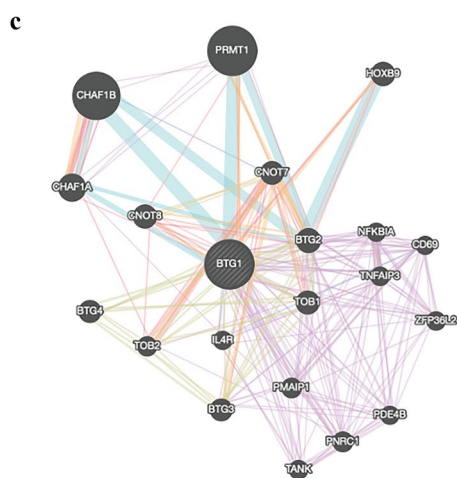 c
PRMT1
HOXB9
CHAF1B
CNOT7
CHAF1A
CNOT8
NFKBIA
BTG2
CD69
BTG1
TNFAIP3
TOB1
BTG4
ZFP36L2
IL4R
TOB2
PMAIP1
BTG3
PDE4B
PNRC1
TANK